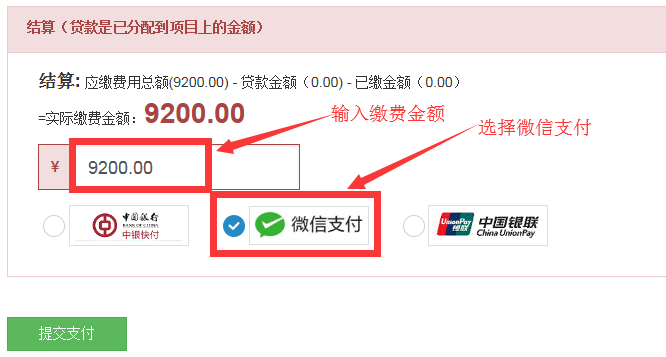 结算（贷款是已分配到项目上的金额）
结算: 应缴费用总额(9200.00) - 贷款金额（0.00) - 已缴金额（0.00）
=实际缴费金额：9200.00
输入缴费金额
选择微信支付
¥ 9200.00
中国银行
BANK OF CHINA
中银快付
微信支付
UnionPay
银联
中国银联
China UnionPay
提交支付